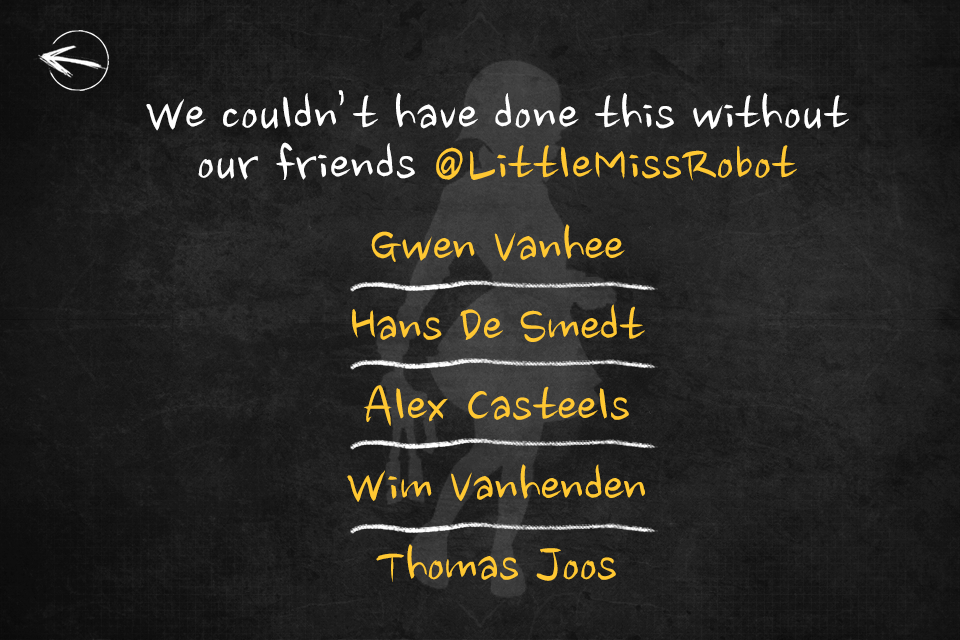 We couldn't have done this without
our friends @LittleMissRobot
Gwen Vanhee
Hans De Smedt
Alex Casteels
Wim Vanhenden
Thomas Joos